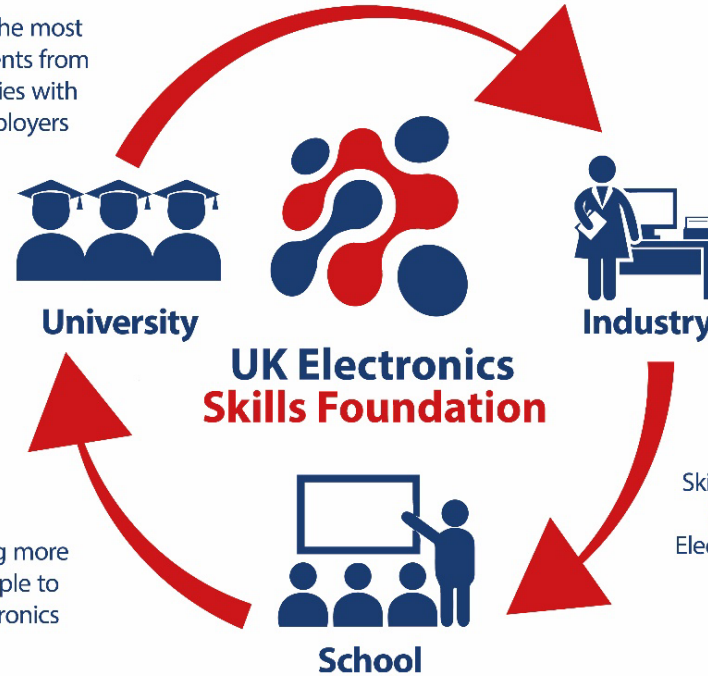 he most
ents from
ies with
ployers
University
Industry
UK Electronics
Skills Foundation
Ski
Elec
g more
ple to
ronics
School